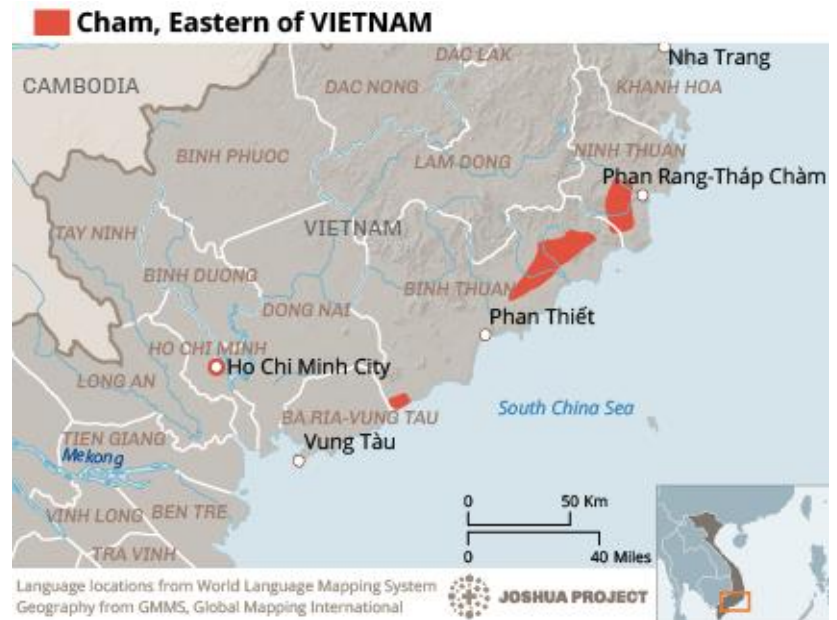 Cham, Eastern of VIETNAM
DAC LAK
Nha Trang
CAMBODIA
DAC NONG
KHANH HOA
BINH PHUOC
LAM DONG
NINH THUAN
Phan Rang-Tháp Chàm
TAY NINH
VIETNAM
BINH DUONG
BINH THUAN
DONG NAI
Phan Thiết
HO CHI MINH
Ho Chi Minh City
LONG AN
South China Sea
BA RIA-VUNG TAU
TIEN GIANG
Vung Tàu
Mekong
VINH LONG
BEN TRE
TRA VINH
0 50 Km
0 40 Miles
Language locations from World Language Mapping System
Geography from GMMS, Global Mapping International
JOSHUA PROJECT